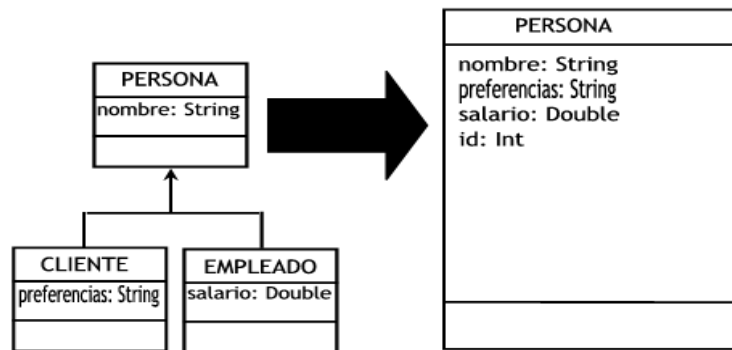 PERSONA
nombre: String
CLIENTE
preferencias: String
EMPLEADO
salario: Double
PERSONA
nombre: String
preferencias: String
salario: Double
id: Int